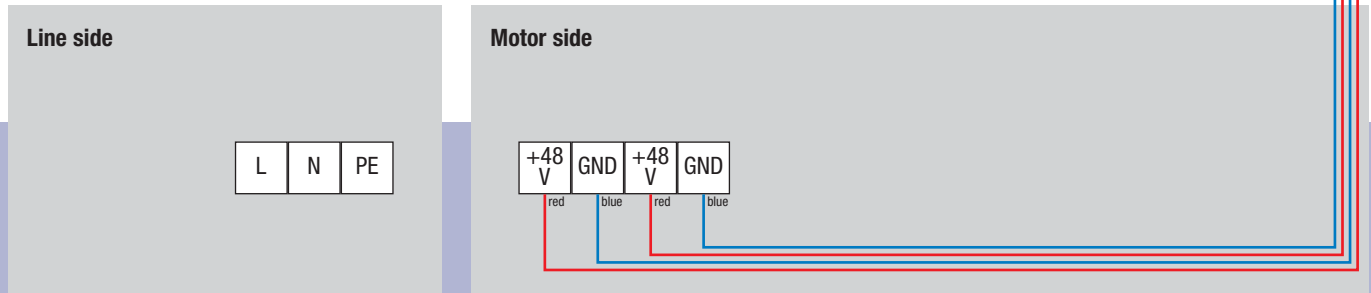 Line side
Motor side
L N PE
+48 V GND +48 V GND
red blue red blue